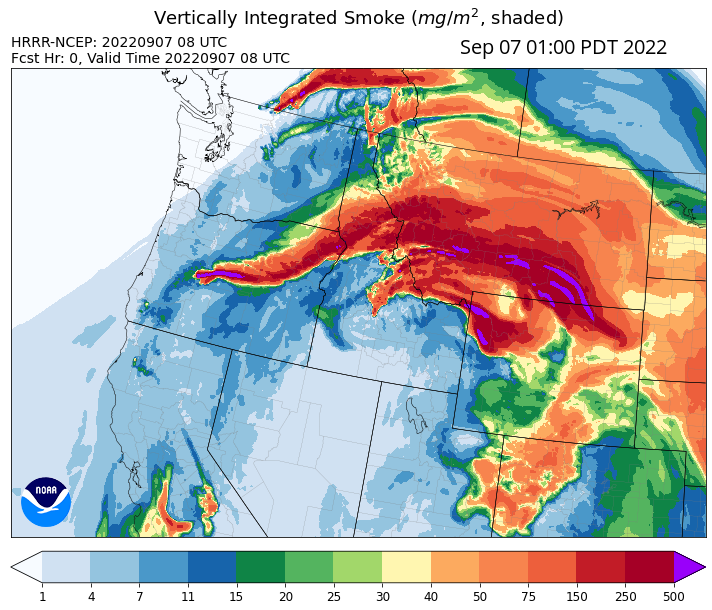 Vertically Integrated Smoke (mg/m², shaded)
HRRR-NCEP: 20220907 08 UTC
Sep 07 01:00 PDT 2022
Fcst Hr: 0, Valid Time 20220907 08 UTC
NOAA
1 4 7 11 15 20 25 30 40 50 75 150 250 500